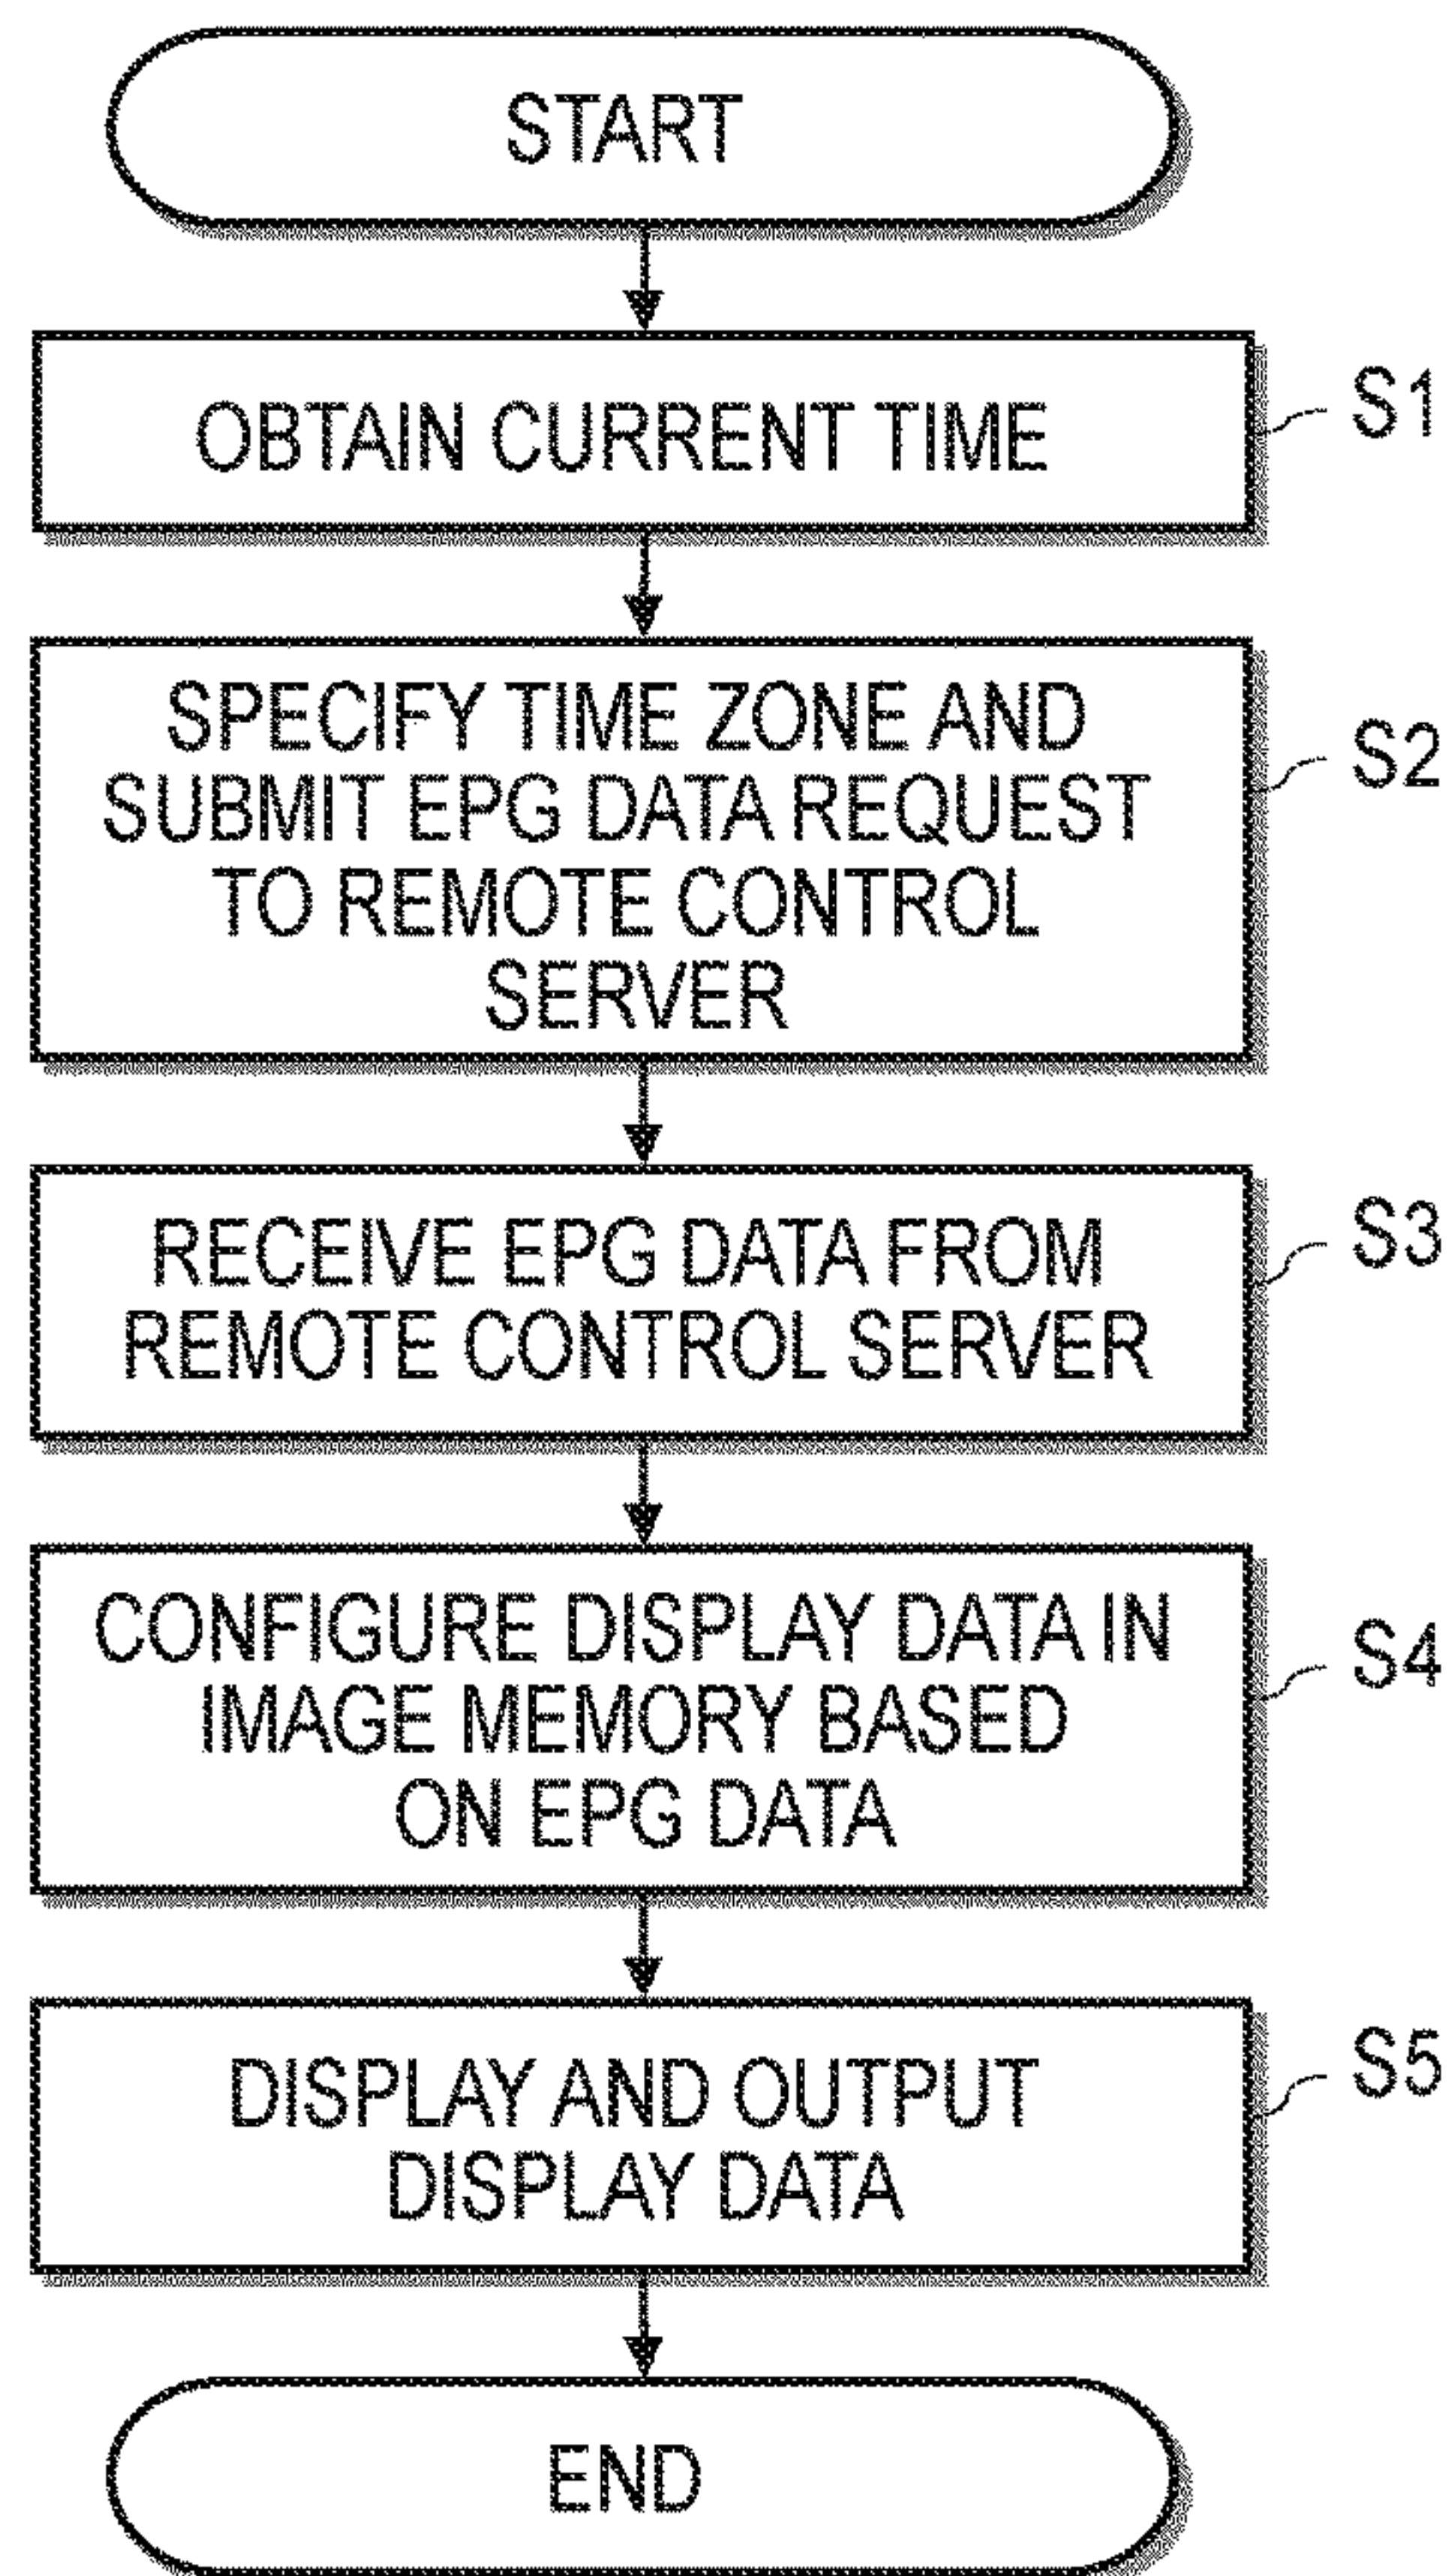 START
OBTAIN CURRENT TIME
S1
SPECIFY TIME ZONE AND
SUBMIT EPG DATA REQUEST
TO REMOTE CONTROL
SERVER
S2
RECEIVE EPG DATA FROM
REMOTE CONTROL SERVER
S3
CONFIGURE DISPLAY DATA IN
IMAGE MEMORY BASED
ON EPG DATA
S4
DISPLAY AND OUTPUT
DISPLAY DATA
S5
END